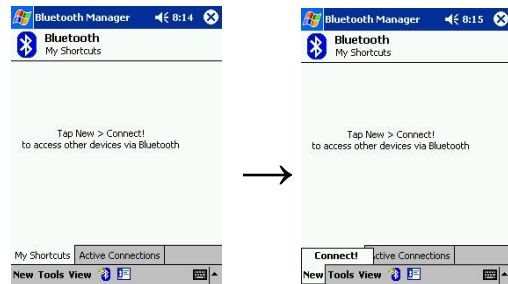 Bluetooth Manager 8:14
Bluetooth
My Shortcuts
Tap New > Connect!
to access other devices via Bluetooth
My Shortcuts Active Connections
New Tools View
Bluetooth Manager 8:15
Bluetooth
My Shortcuts
Tap New > Connect!
to access other devices via Bluetooth
Connect! ctive Connections
New Tools View